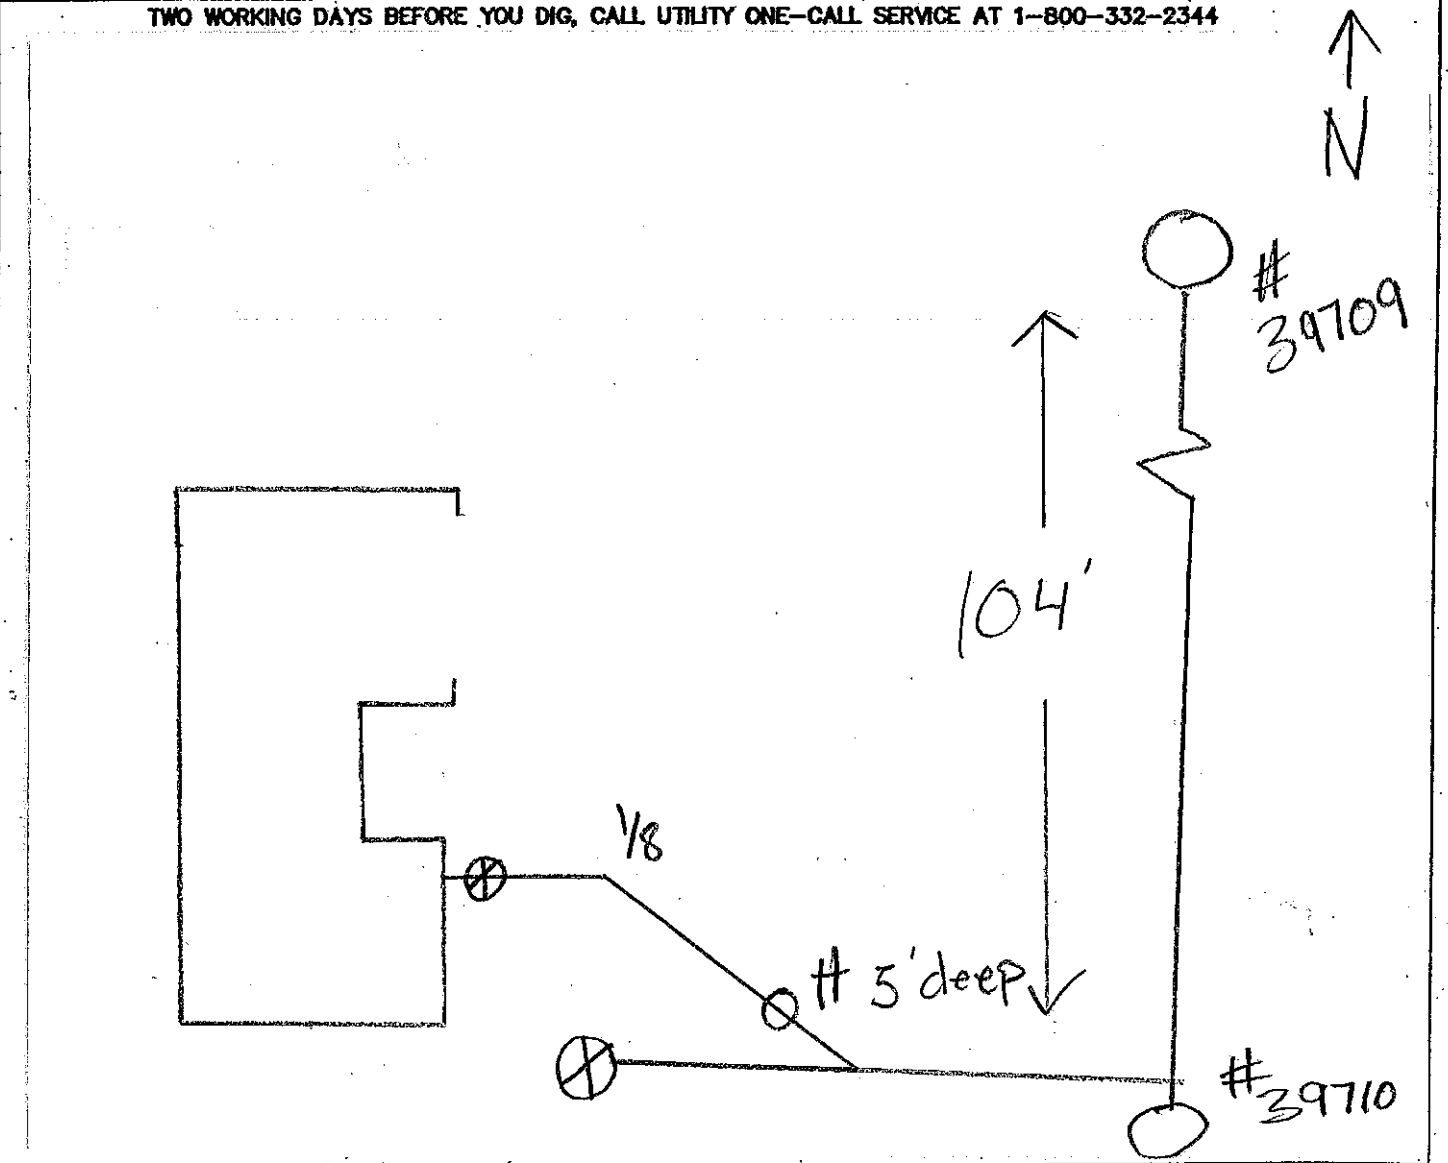 TWO WORKING DAYS BEFORE YOU DIG, CALL UTILITY ONE-CALL SERVICE AT 1-800-332-2344
N
#
39709
104'
1/8
# 5' deep
#
39710